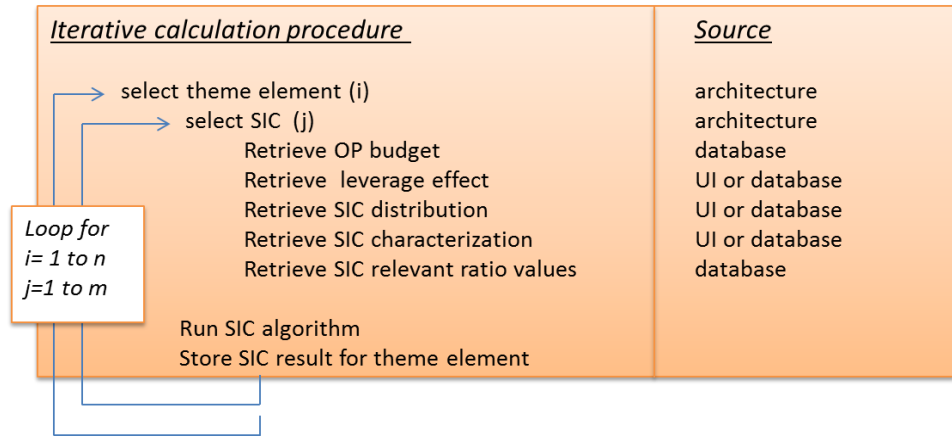 Iterative calculation procedure Source
select theme element (i) architecture
select SIC (j) architecture
Retrieve OP budget database
Retrieve leverage effect UI or database
Retrieve SIC distribution UI or database
Retrieve SIC characterization UI or database
Retrieve SIC relevant ratio values database
Loop for
i= 1 to n
j=1 to m
Run SIC algorithm
Store SIC result for theme element